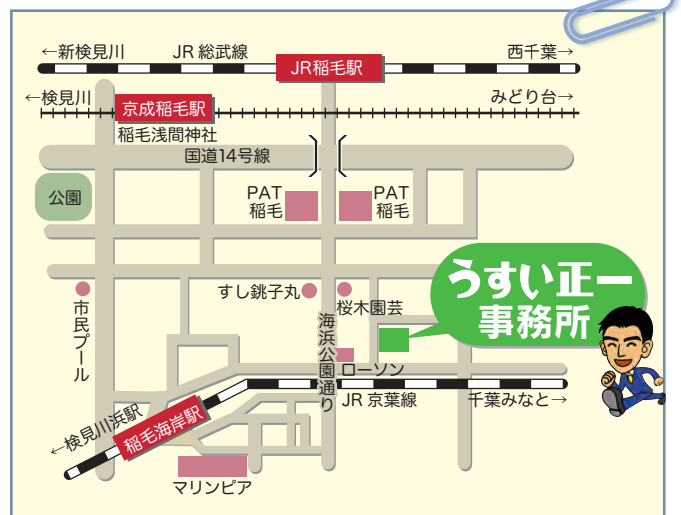 ←新検見川
JR 総武線
JR稲毛駅
西千葉→
←検見川
京成稲毛駅
みどり台→
稲毛浅間神社
国道14号線
公園
PAT
稲毛
PAT
稲毛
うすい正一
事務所
すし銚子丸
桜木園芸
市民プール
海浜公園通り
ローソン
JR 京葉線
千葉みなと→
←検見川浜駅
稲毛海岸駅
マリンピア